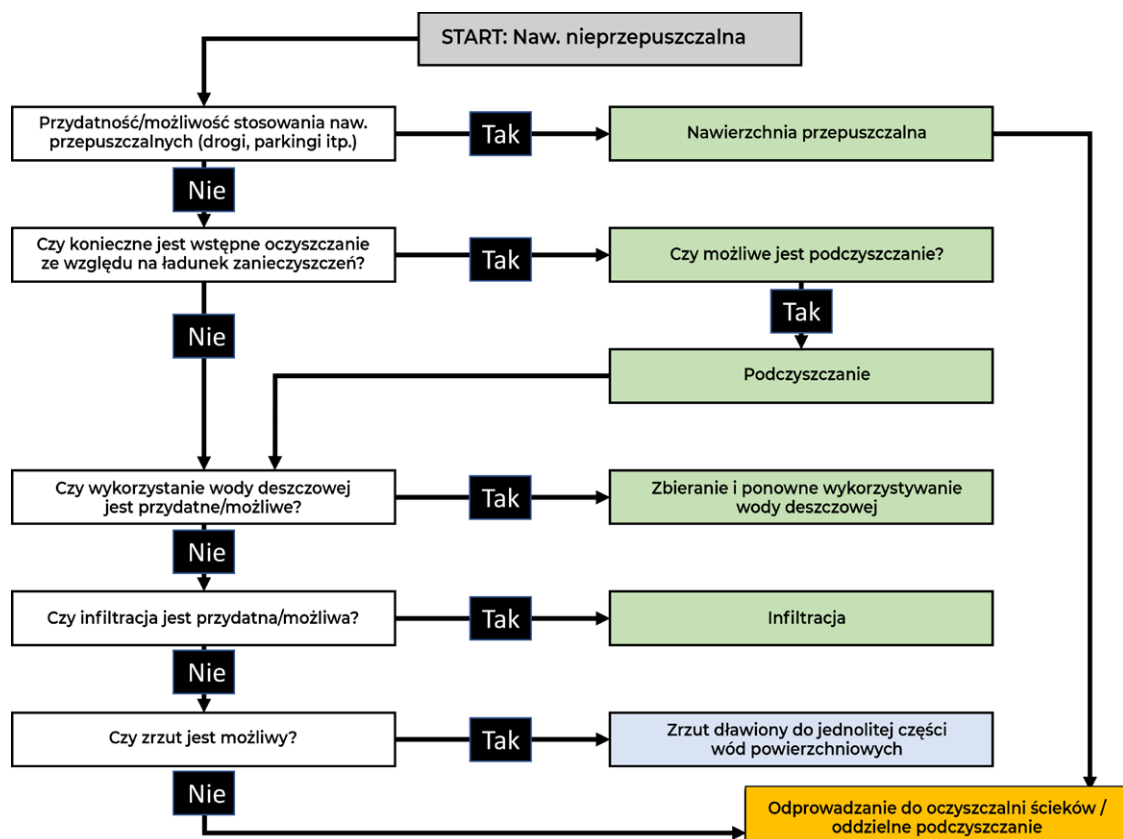 START: Naw. nieprzepuszczalna
Przydatność/możliwość stosowania naw.
przepuszczalnych (drogi, parkingi itp.)
Tak
Nawierzchnia przepuszczalna
Nie
Czy konieczne jest wstępne oczyszczanie
ze względu na ładunek zanieczyszczeń?
Tak
Czy możliwe jest podczyszczanie?
Tak
Nie
Podczyszczanie
Czy wykorzystanie wody deszczowej
jest przydatne/możliwe?
Tak
Zbieranie i ponowne wykorzystywanie
wody deszczowej
Nie
Czy infiltracja jest przydatna/możliwa?
Tak
Infiltracja
Nie
Czy zrzut jest możliwy?
Tak
Zrzut dławiony do jednolitej części
wód powierzchniowych
Nie
Odprowadzanie do oczyszczalni ścieków /
oddzielne podczyszczanie